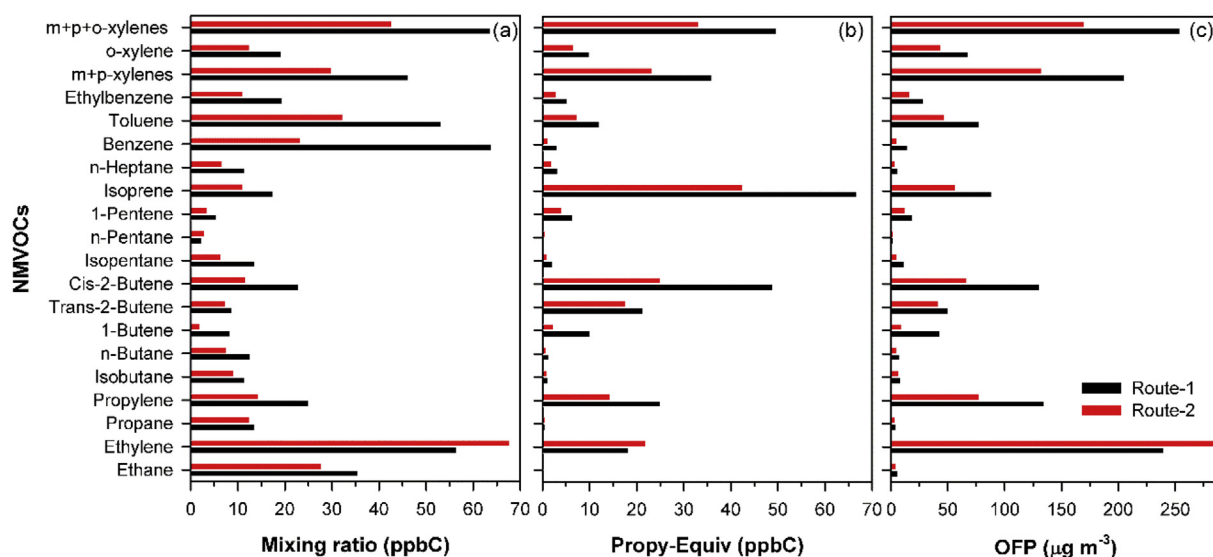 NMVOCs
m+p+o-xylenes
o-xylene
m+p-xylenes
Ethylbenzene
Toluene
Benzene
n-Heptane
Isoprene
1-Pentene
n-Pentane
Isopentane
Cis-2-Butene
Trans-2-Butene
1-Butene
n-Butane
Isobutane
Propylene
Propane
Ethylene
Ethane
(a)
(b)
(c)
Route-1
Route-2
0 10 20 30 40 50 60 70
0 10 20 30 40 50 60 70
0 50 100 150 200 250
Mixing ratio (ppbC)
Propy-Equiv (ppbC)
OFP (μg m⁻³)